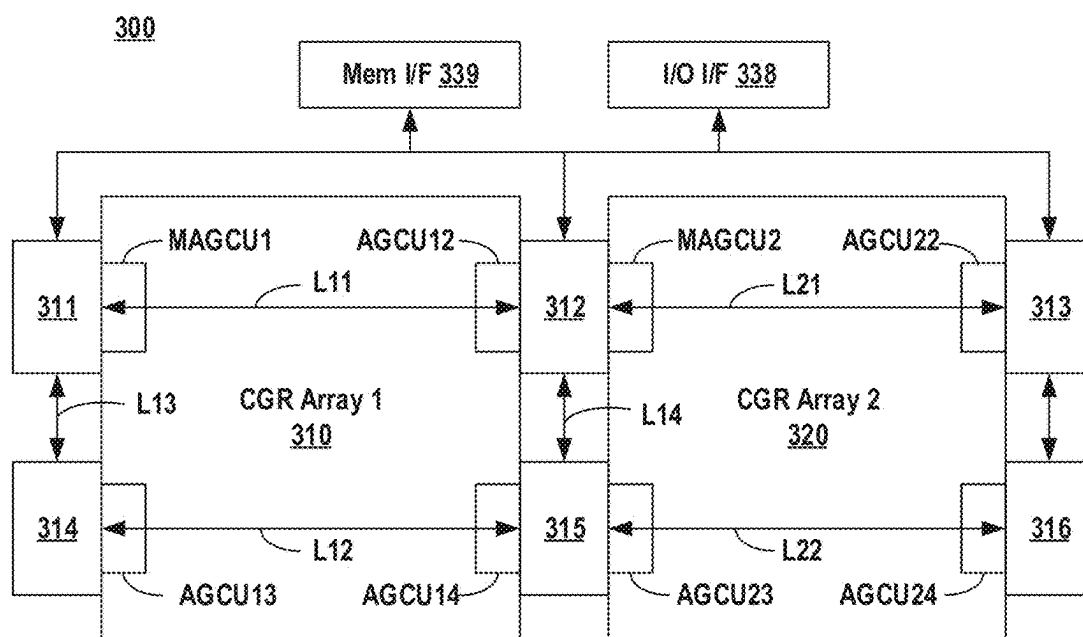 300
Mem I/F 339
I/O I/F 338
MAGCU1
AGCU12
MAGCU2
AGCU22
311
L11
312
L21
313
L13
CGR Array 1
310
L14
CGR Array 2
320
314
L12
315
L22
316
AGCU13
AGCU14
AGCU23
AGCU24